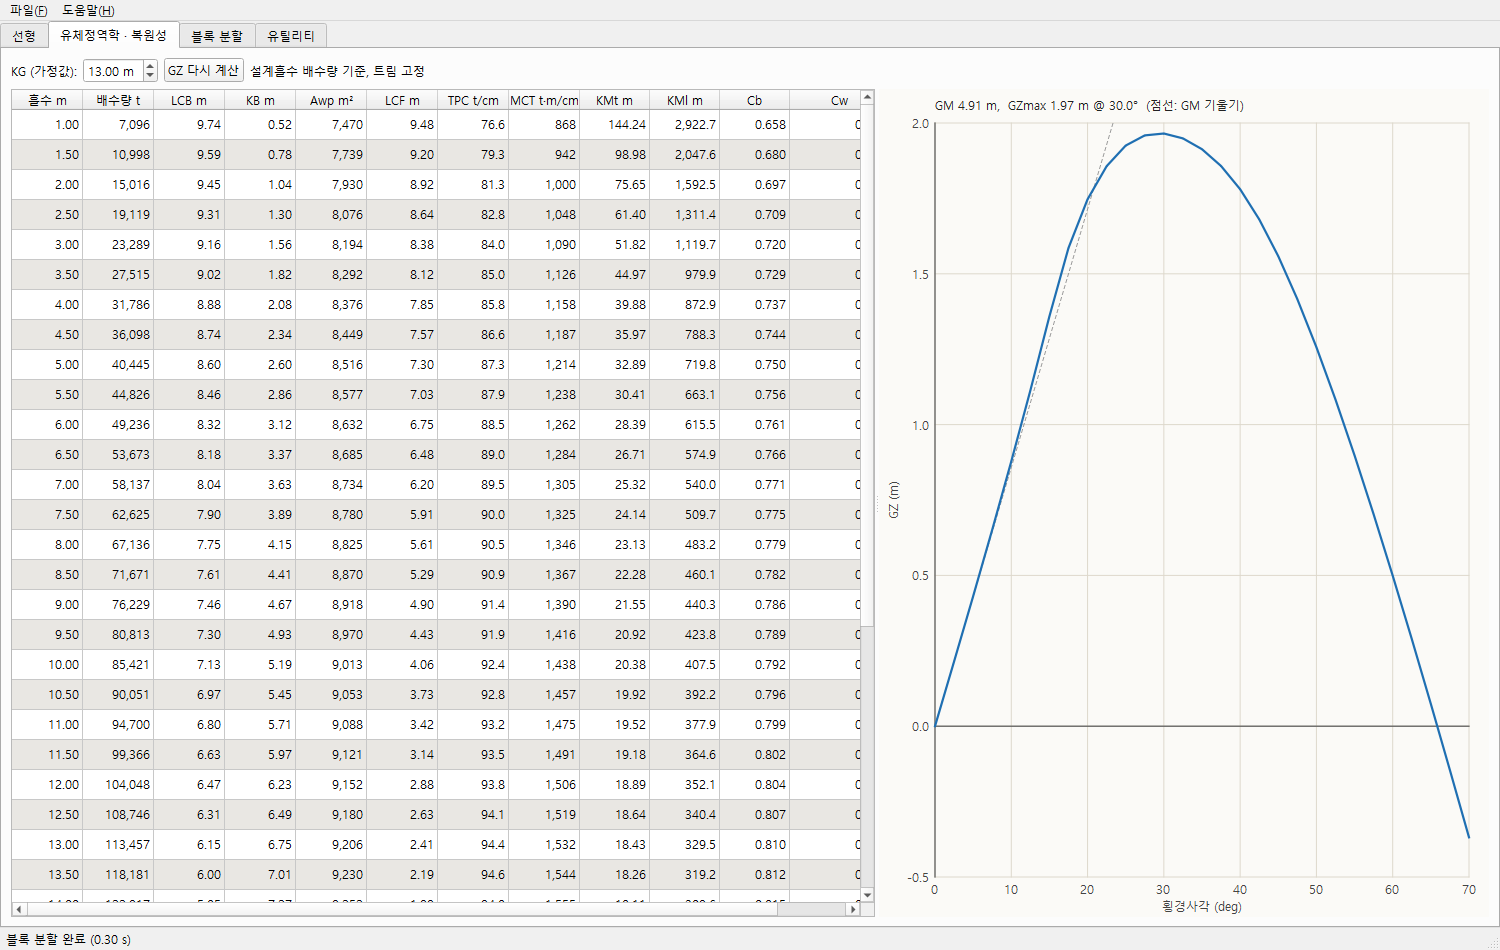 파일(F) 도움말(H)
선형 유체정역학 · 복원성 블록 분할 유틸리티
KG (가정값): 13.00 m GZ 다시 계산 설계흘수 배수량 기준, 트림 고정
흘수 m 배수량 t LCB m KB m Awp m² LCF m TPC t/cm MCT t·m/cm KMt m KMl m Cb Cw
1.00 7,096 9.74 0.52 7,470 9.48 76.6 868 144.24 2,922.7 0.658
1.50 10,998 9.59 0.78 7,739 9.20 79.3 942 98.98 2,047.6 0.680
2.00 15,016 9.45 1.04 7,930 8.92 81.3 1,000 75.65 1,592.5 0.697
2.50 19,119 9.31 1.30 8,076 8.64 82.8 1,048 61.40 1,311.4 0.709
3.00 23,289 9.16 1.56 8,194 8.38 84.0 1,090 51.82 1,119.7 0.720
3.50 27,515 9.02 1.82 8,292 8.12 85.0 1,126 44.97 979.9 0.729
4.00 31,786 8.88 2.08 8,376 7.85 85.8 1,158 39.88 872.9 0.737
4.50 36,098 8.74 2.34 8,449 7.57 86.6 1,187 35.97 788.3 0.744
5.00 40,445 8.60 2.60 8,516 7.30 87.3 1,214 32.89 719.8 0.750
5.50 44,826 8.46 2.86 8,577 7.03 87.9 1,238 30.41 663.1 0.756
6.00 49,236 8.32 3.12 8,632 6.75 88.5 1,262 28.39 615.5 0.761
6.50 53,673 8.18 3.37 8,685 6.48 89.0 1,284 26.71 574.9 0.766
7.00 58,137 8.04 3.63 8,734 6.20 89.5 1,305 25.32 540.0 0.771
7.50 62,625 7.90 3.89 8,780 5.91 90.0 1,325 24.14 509.7 0.775
8.00 67,136 7.75 4.15 8,825 5.61 90.5 1,346 23.13 483.2 0.779
8.50 71,671 7.61 4.41 8,870 5.29 90.9 1,367 22.28 460.1 0.782
9.00 76,229 7.46 4.67 8,918 4.90 91.4 1,390 21.55 440.3 0.786
9.50 80,813 7.30 4.93 8,970 4.43 91.9 1,416 20.92 423.8 0.789
10.00 85,421 7.13 5.19 9,013 4.06 92.4 1,438 20.38 407.5 0.792
10.50 90,051 6.97 5.45 9,053 3.73 92.8 1,457 19.92 392.2 0.796
11.00 94,700 6.80 5.71 9,088 3.42 93.2 1,475 19.52 377.9 0.799
11.50 99,366 6.63 5.97 9,121 3.14 93.5 1,491 19.18 364.6 0.802
12.00 104,048 6.47 6.23 9,152 2.88 93.8 1,506 18.89 352.1 0.804
12.50 108,746 6.31 6.49 9,180 2.63 94.1 1,519 18.64 340.4 0.807
13.00 113,457 6.15 6.75 9,206 2.41 94.4 1,532 18.43 329.5 0.810
13.50 118,181 6.00 7.01 9,230 2.19 94.6 1,544 18.26 319.2 0.812
GM 4.91 m, GZmax 1.97 m @ 30.0° (점선: GM 기울기)
2.0
1.5
1.0
0.5
0.0
-0.5
GZ (m)
0 10 20 30 40 50 60 70
횡경사각 (deg)
블록 분할 완료 (0.30 s)